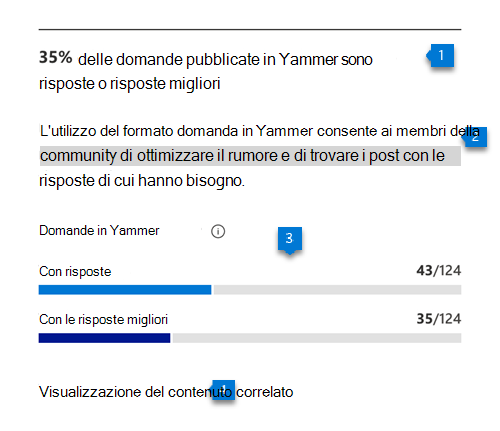 35% delle domande pubblicate in Yammer sono
1
risposte o risposte migliori
L'utilizzo del formato domanda in Yammer consente ai membri della
2
community di ottimizzare il rumore e di trovare i post con le
risposte di cui hanno bisogno.
Domande in Yammer
3
Con risposte 43/124
Con le risposte migliori 35/124
Visualizzazione del contenuto correlato